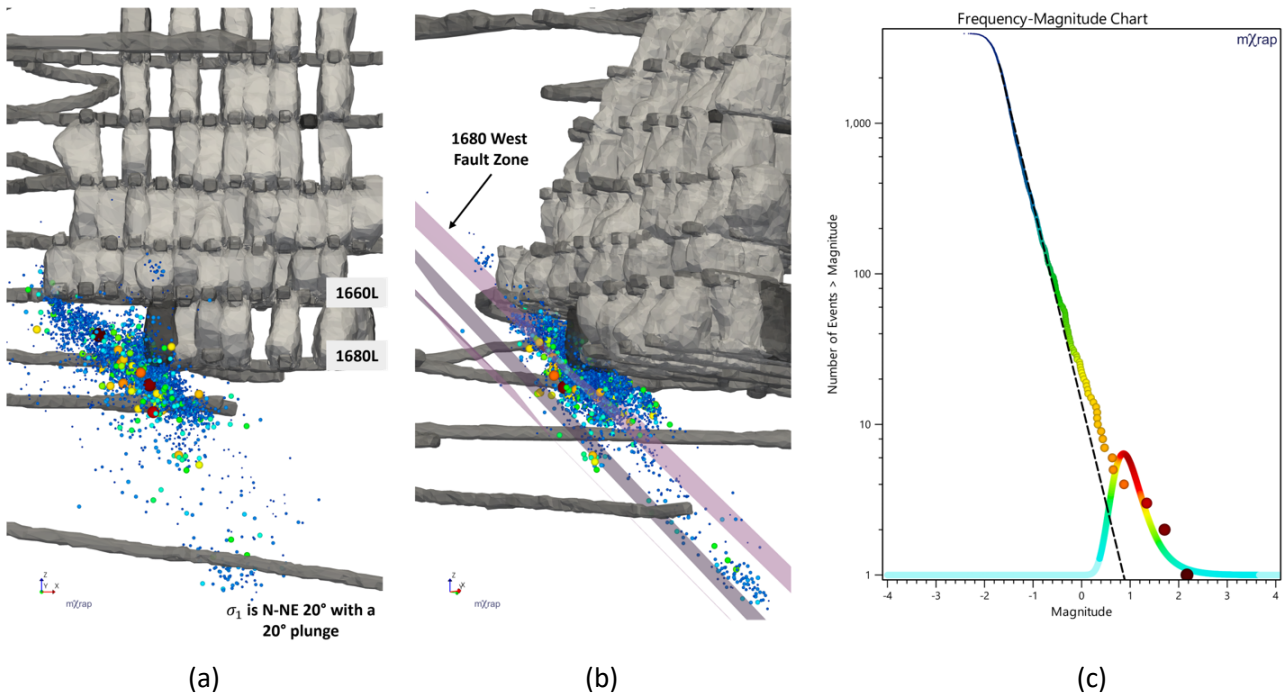 1660L
1680L
Z
Y X
mXrap
σ₁ is N-NE 20° with a
20° plunge
(a)
1680 West
Fault Zone
Z
mXrap
(b)
Frequency-Magnitude Chart
mXrap
Number of Events > Magnitude
1,000
100
10
1
-4 -3 -2 -1 0 1 2 3 4
Magnitude
(c)